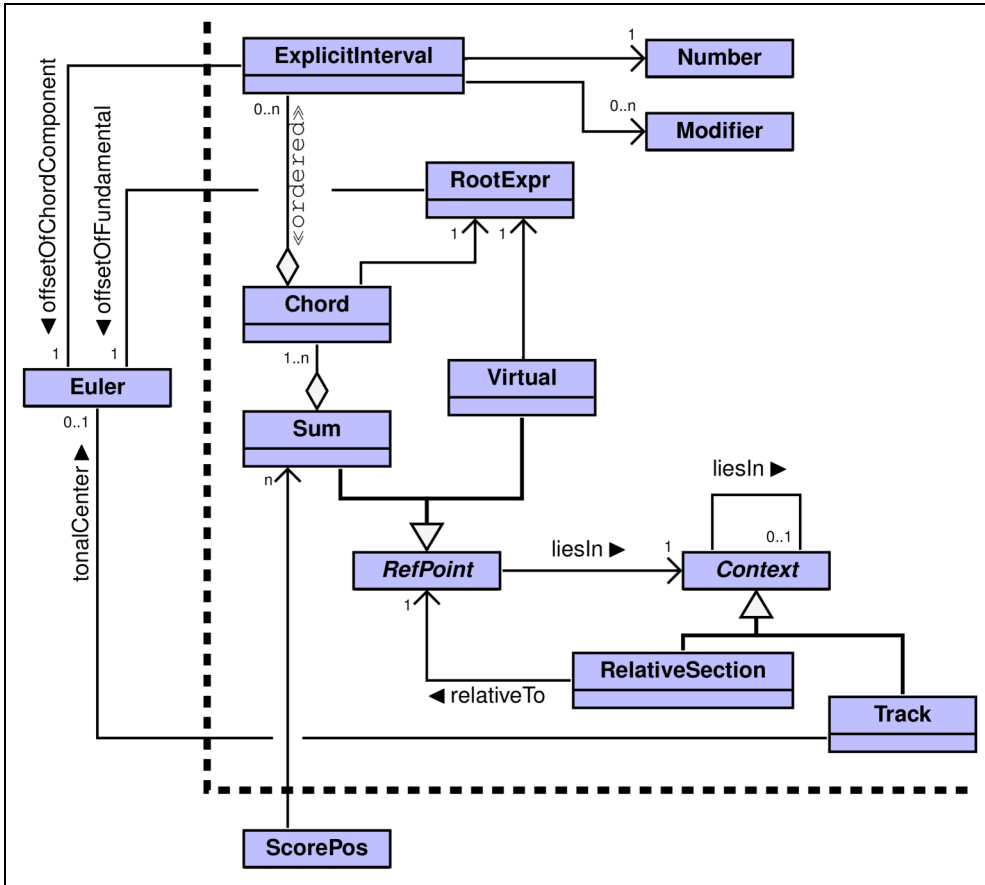 ExplicitInterval
1
Number
0..n
Modifier
0..n
«ordered»
RootExpr
1
1
◀ offsetOfChordComponent
◀ offsetOfFundamental
Chord
1
1
1..n
Euler
Virtual
0..1
Sum
n
tonalCenter ▶
liesIn ▶
0..1
liesIn ▶
1
RefPoint
Context
1
RelativeSection
◀ relativeTo
Track
ScorePos